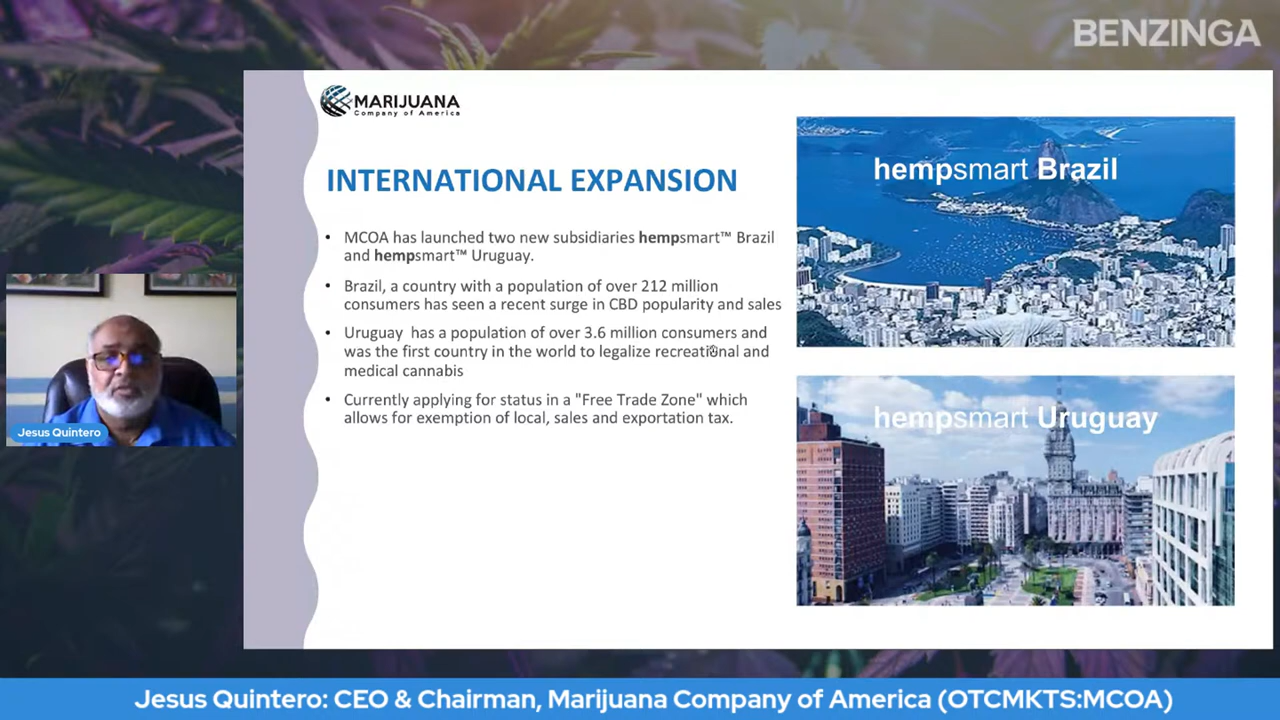 BENZINGA
MARIJUANA
Company of America
INTERNATIONAL EXPANSION
• MCOA has launched two new subsidiaries hempsmart™ Brazil
and hempsmart™ Uruguay.
• Brazil, a country with a population of over 212 million
consumers has seen a recent surge in CBD popularity and sales
• Uruguay has a population of over 3.6 million consumers and
was the first country in the world to legalize recreational and
medical cannabis
• Currently applying for status in a "Free Trade Zone" which
allows for exemption of local, sales and exportation tax.
hempsmart Brazil
hempsmart Uruguay
Jesus Quintero
Jesus Quintero: CEO & Chairman, Marijuana Company of America (OTCMKTS:MCOA)